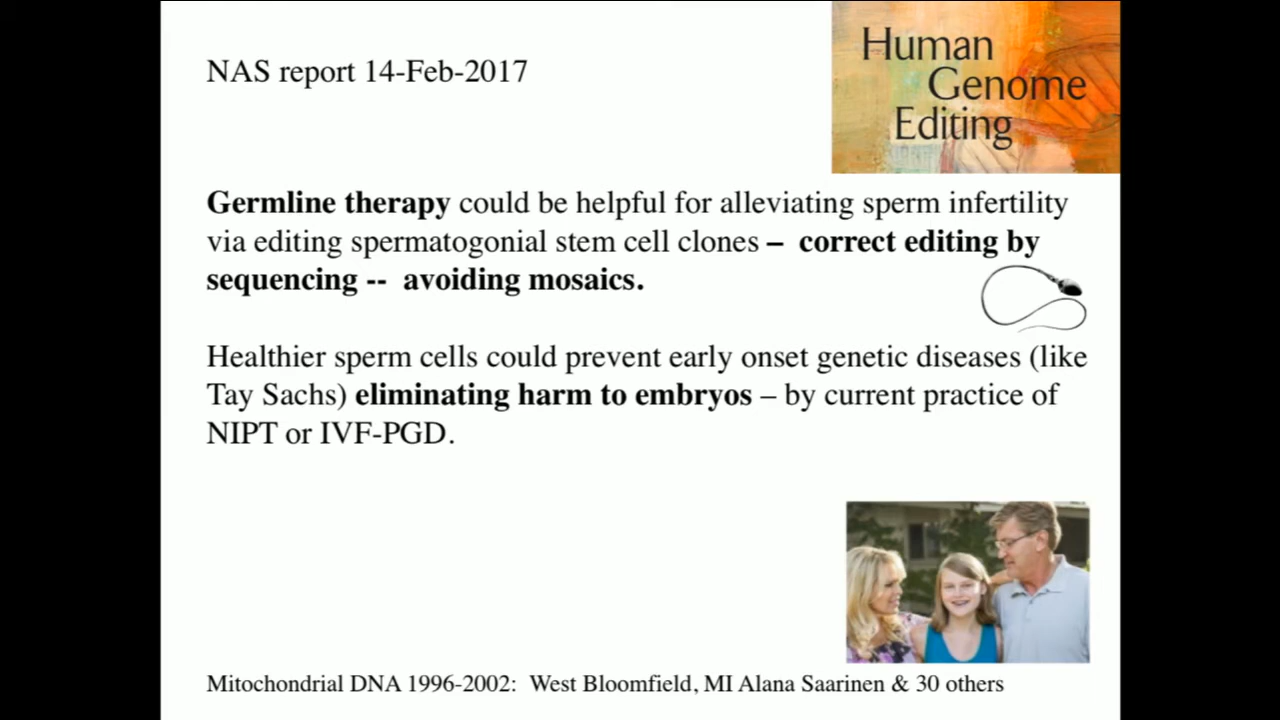 NAS report 14-Feb-2017
Human
Genome
Editing
Germline therapy could be helpful for alleviating sperm infertility
via editing spermatogonial stem cell clones – correct editing by
sequencing -- avoiding mosaics.
Healthier sperm cells could prevent early onset genetic diseases (like
Tay Sachs) eliminating harm to embryos – by current practice of
NIPT or IVF-PGD.
Mitochondrial DNA 1996-2002: West Bloomfield, MI Alana Saarinen & 30 others